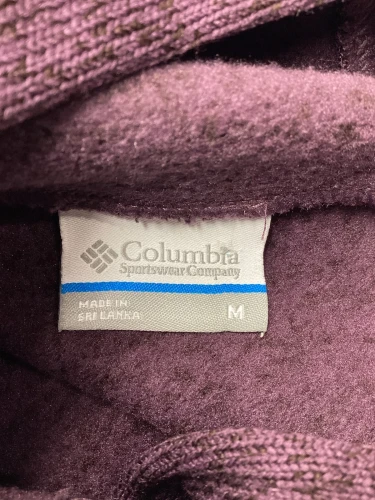 Columbia
Sportswear Company
MADE IN
SRI LANKA
M